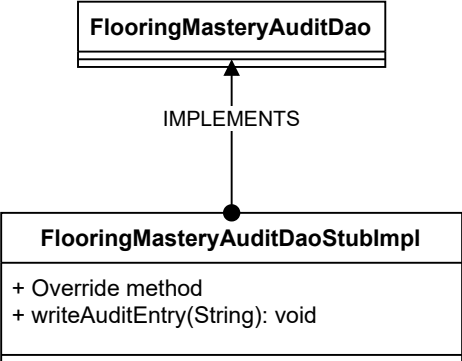 FlooringMasteryAuditDao
IMPLEMENTS
FlooringMasteryAuditDaoStubImpl
+ Override method
+ writeAuditEntry(String): void